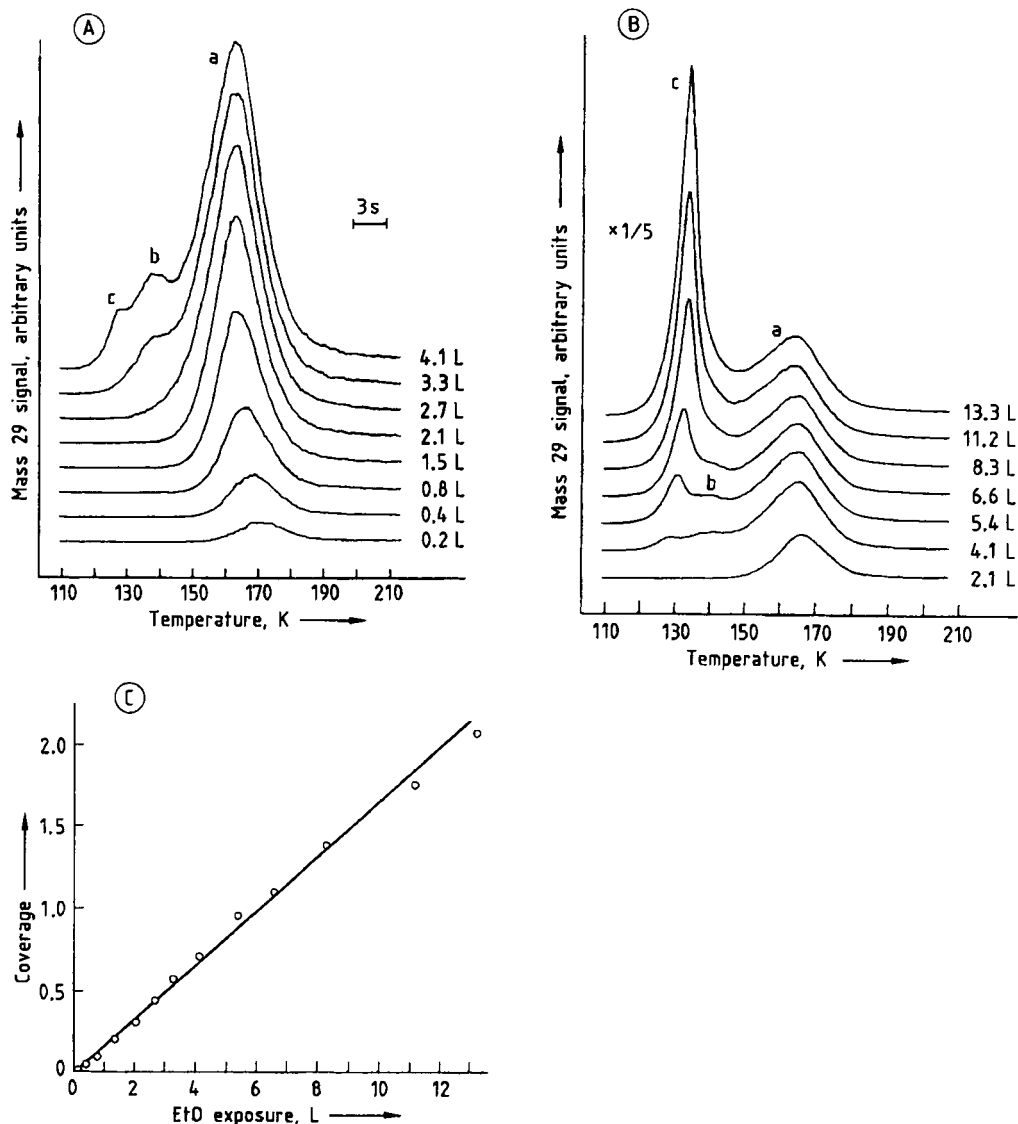 A
Mass 29 signal, arbitrary units
a
b
c
3s
4.1 L
3.3 L
2.7 L
2.1 L
1.5 L
0.8 L
0.4 L
0.2 L
110 130 150 170 190 210
Temperature, K
B
Mass 29 signal, arbitrary units
c
×1/5
a
b
13.3 L
11.2 L
8.3 L
6.6 L
5.4 L
4.1 L
2.1 L
110 130 150 170 190 210
Temperature, K
C
Coverage
2.0
1.5
1.0
0.5
0
0 2 4 6 8 10 12
EtO exposure, L